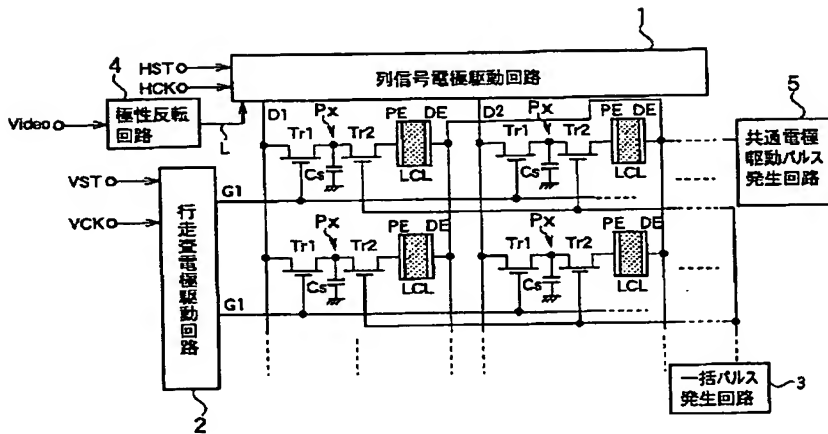 1
HST
HCK
列信号電極駆動回路
4
極性反転
回路
Video
L
5
共通電極
駆動パルス
発生回路
D1
Px
PE DE
D2
Px
PE DE
Tr1 Tr2
Cs
LCL
Tr1 Tr2
Cs
LCL
VST
VCK
G1
行走査電極駆動回路
2
Px
PE DE
Px
PE DE
Tr1 Tr2
Cs
LCL
Tr1 Tr2
Cs
LCL
G1
一括パルス
発生回路
3